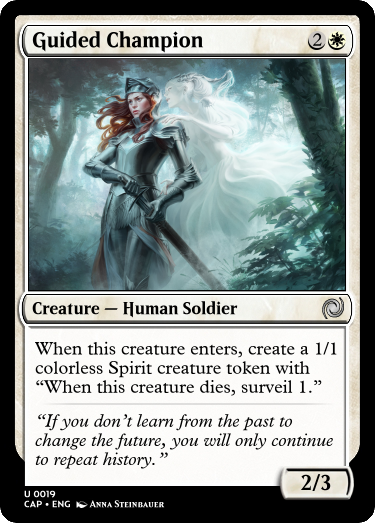 Guided Champion 2
Creature — Human Soldier
When this creature enters, create a 1/1
colorless Spirit creature token with
“When this creature dies, surveil 1.”
“If you don’t learn from the past to
change the future, you will only continue
to repeat history.”
2/3
U 0019
CAP • ENG Anna Steinbauer